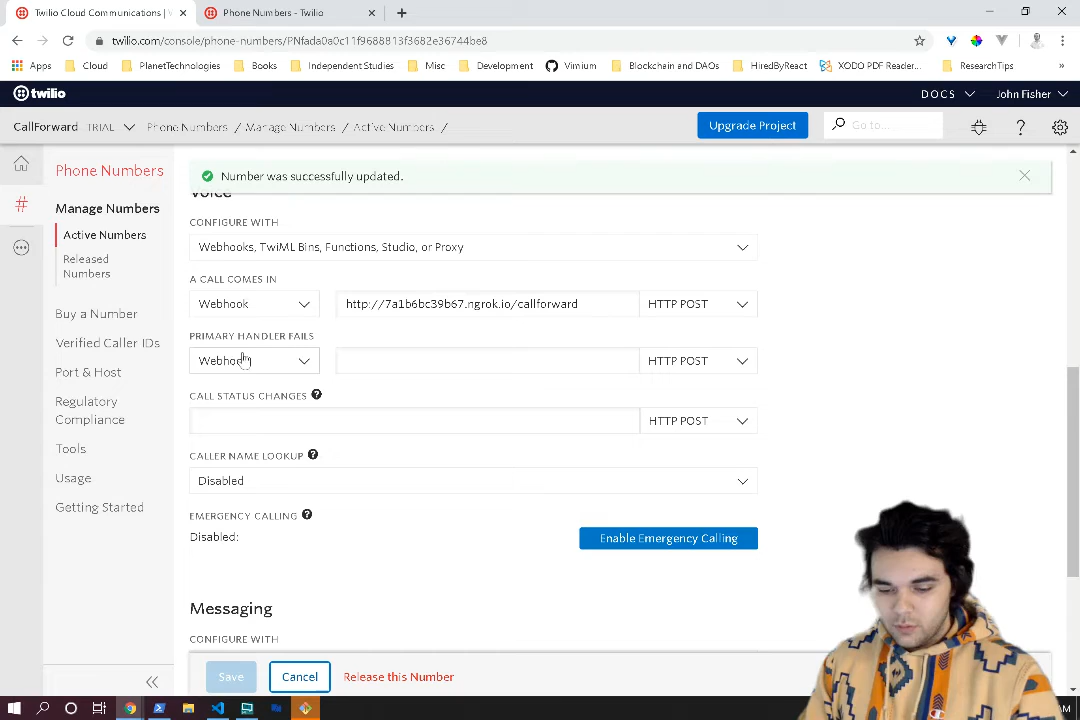 Twilio Cloud Communications |
Phone Numbers - Twilio
twilio.com/console/phone-numbers/PNfada0a0c11f9688813f3682e36744be8
Apps Cloud PlanetTechnologies Books Independent Studies Misc Development Vimium Blockchain and DAOs HiredByReact XODO PDF Reader... ResearchTips »
twilio DOCS John Fisher
CallForward TRIAL Phone Numbers / Manage Numbers / Active Numbers / Upgrade Project Go to... ?
Phone Numbers
Manage Numbers
Active Numbers
Released
Numbers
Buy a Number
Verified Caller IDs
Port & Host
Regulatory
Compliance
Tools
Usage
Getting Started
Number was successfully updated.
Voice
CONFIGURE WITH
Webhooks, TwiML Bins, Functions, Studio, or Proxy
A CALL COMES IN
Webhook http://7a1b6bc39b67.ngrok.io/callforward HTTP POST
PRIMARY HANDLER FAILS
Webhook HTTP POST
CALL STATUS CHANGES ?
HTTP POST
CALLER NAME LOOKUP ?
Disabled
EMERGENCY CALLING ?
Disabled: Enable Emergency Calling
Messaging
CONFIGURE WITH
Save Cancel Release this Number